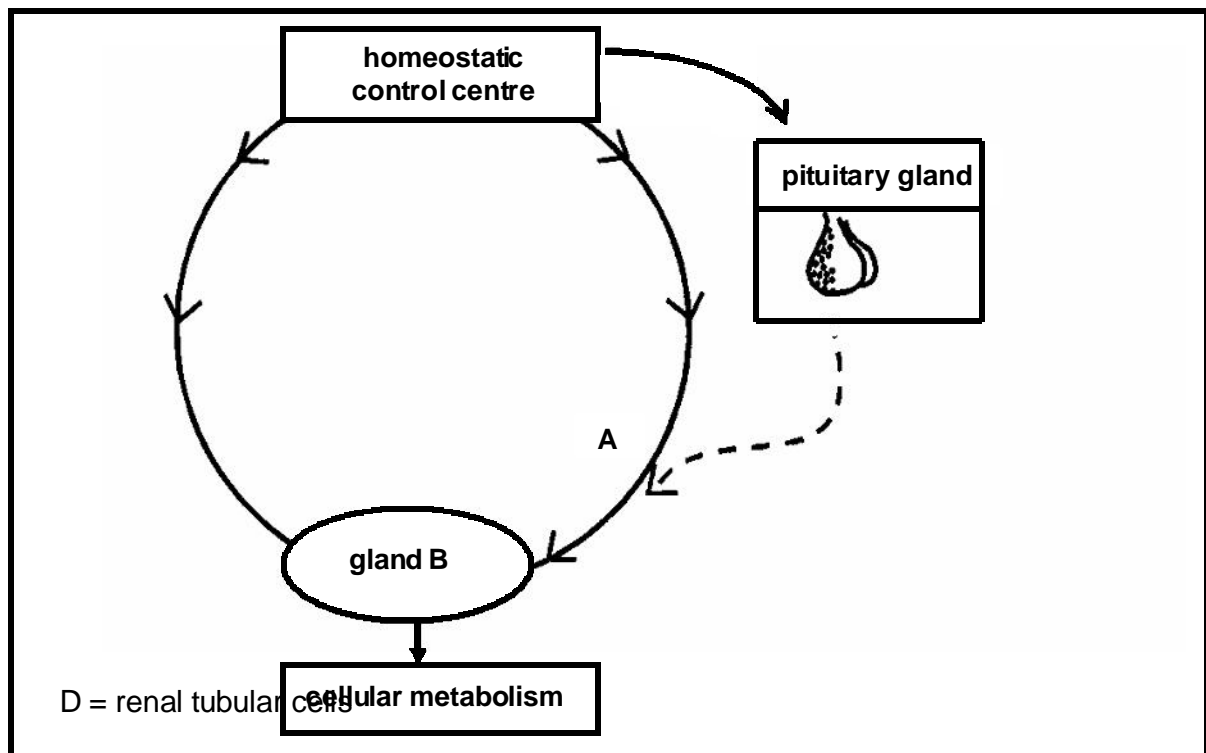 homeostatic
control centre
pituitary gland
A
gland B
cellular metabolism
D = renal tubular cells